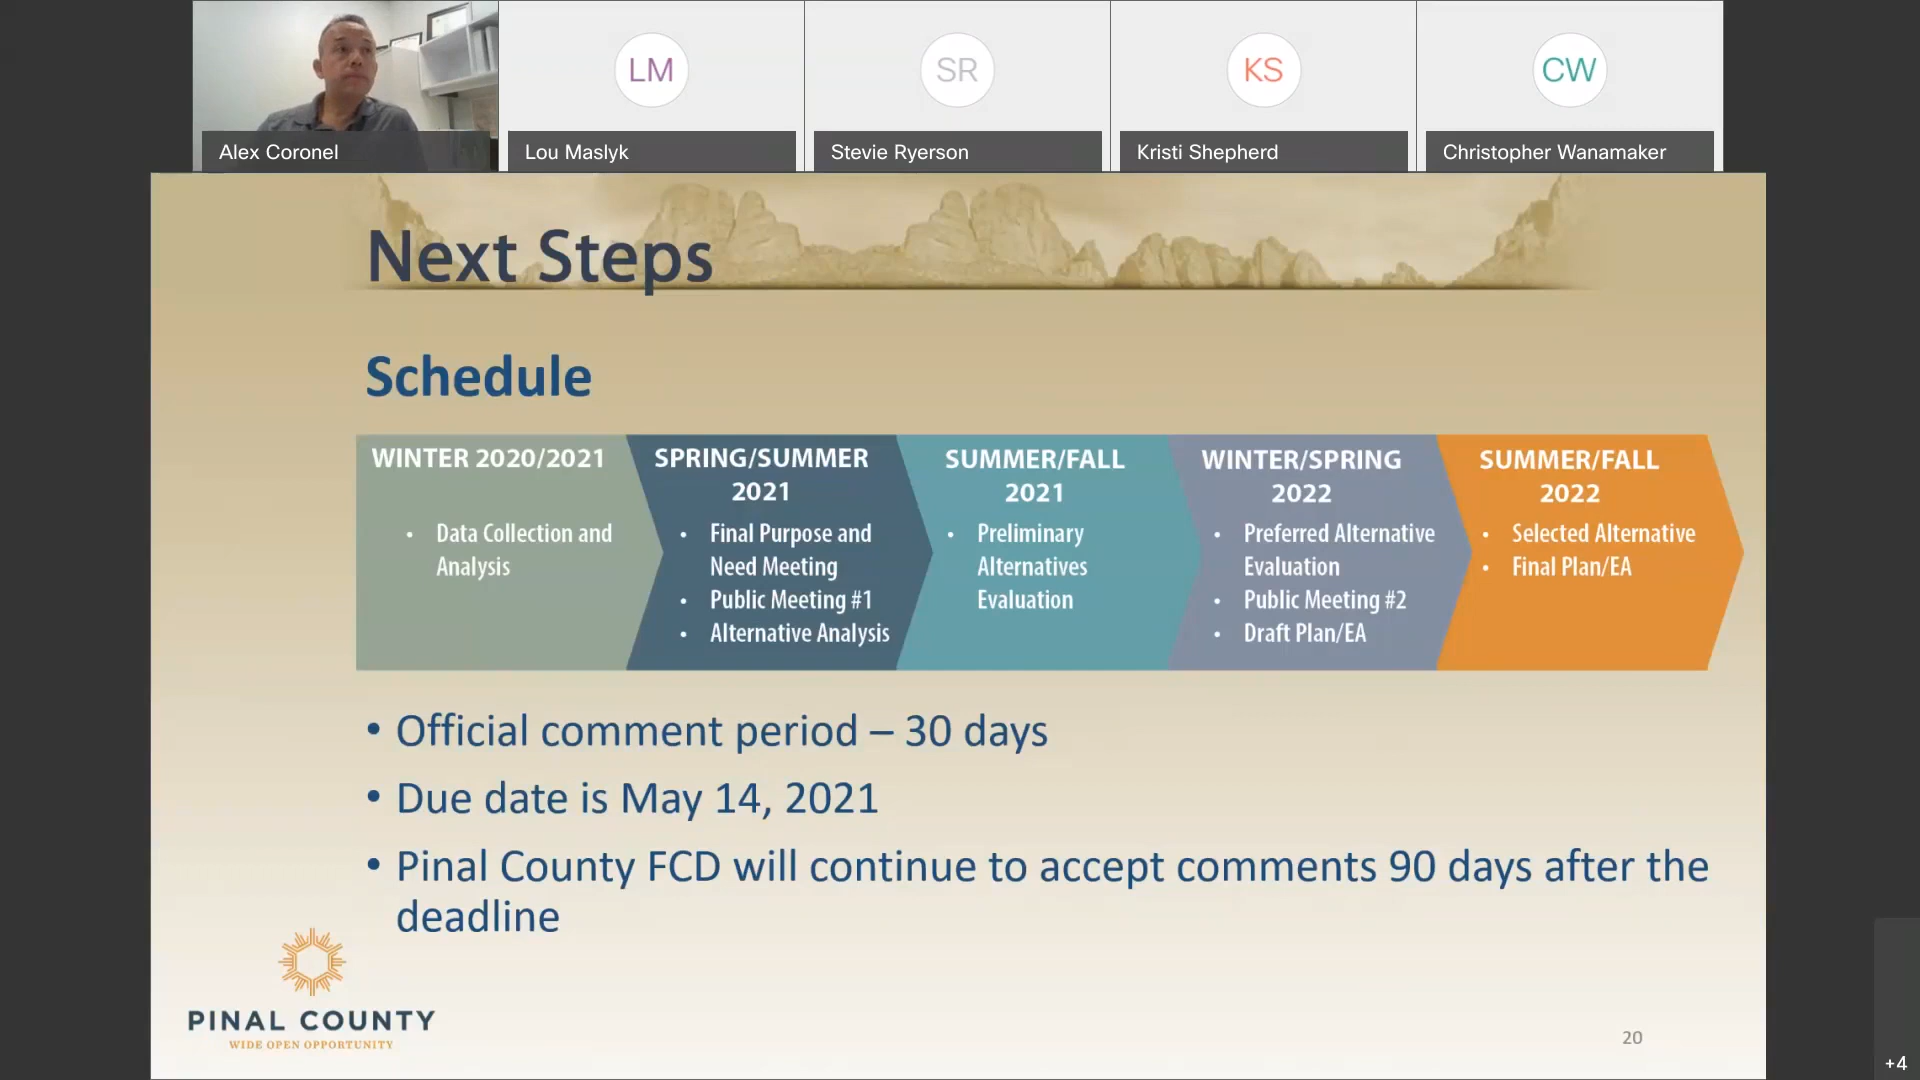 LM
SR
KS
CW
Alex Coronel
Lou Maslyk
Stevie Ryerson
Kristi Shepherd
Christopher Wanamaker
Next Steps
Schedule
WINTER 2020/2021
• Data Collection and
Analysis
SPRING/SUMMER
2021
• Final Purpose and
Need Meeting
• Public Meeting #1
• Alternative Analysis
SUMMER/FALL
2021
• Preliminary
Alternatives
Evaluation
WINTER/SPRING
2022
• Preferred Alternative
Evaluation
• Public Meeting #2
• Draft Plan/EA
SUMMER/FALL
2022
• Selected Alternative
• Final Plan/EA
• Official comment period – 30 days
• Due date is May 14, 2021
• Pinal County FCD will continue to accept comments 90 days after the
deadline
PINAL COUNTY
WIDE OPEN OPPORTUNITY
20
+4